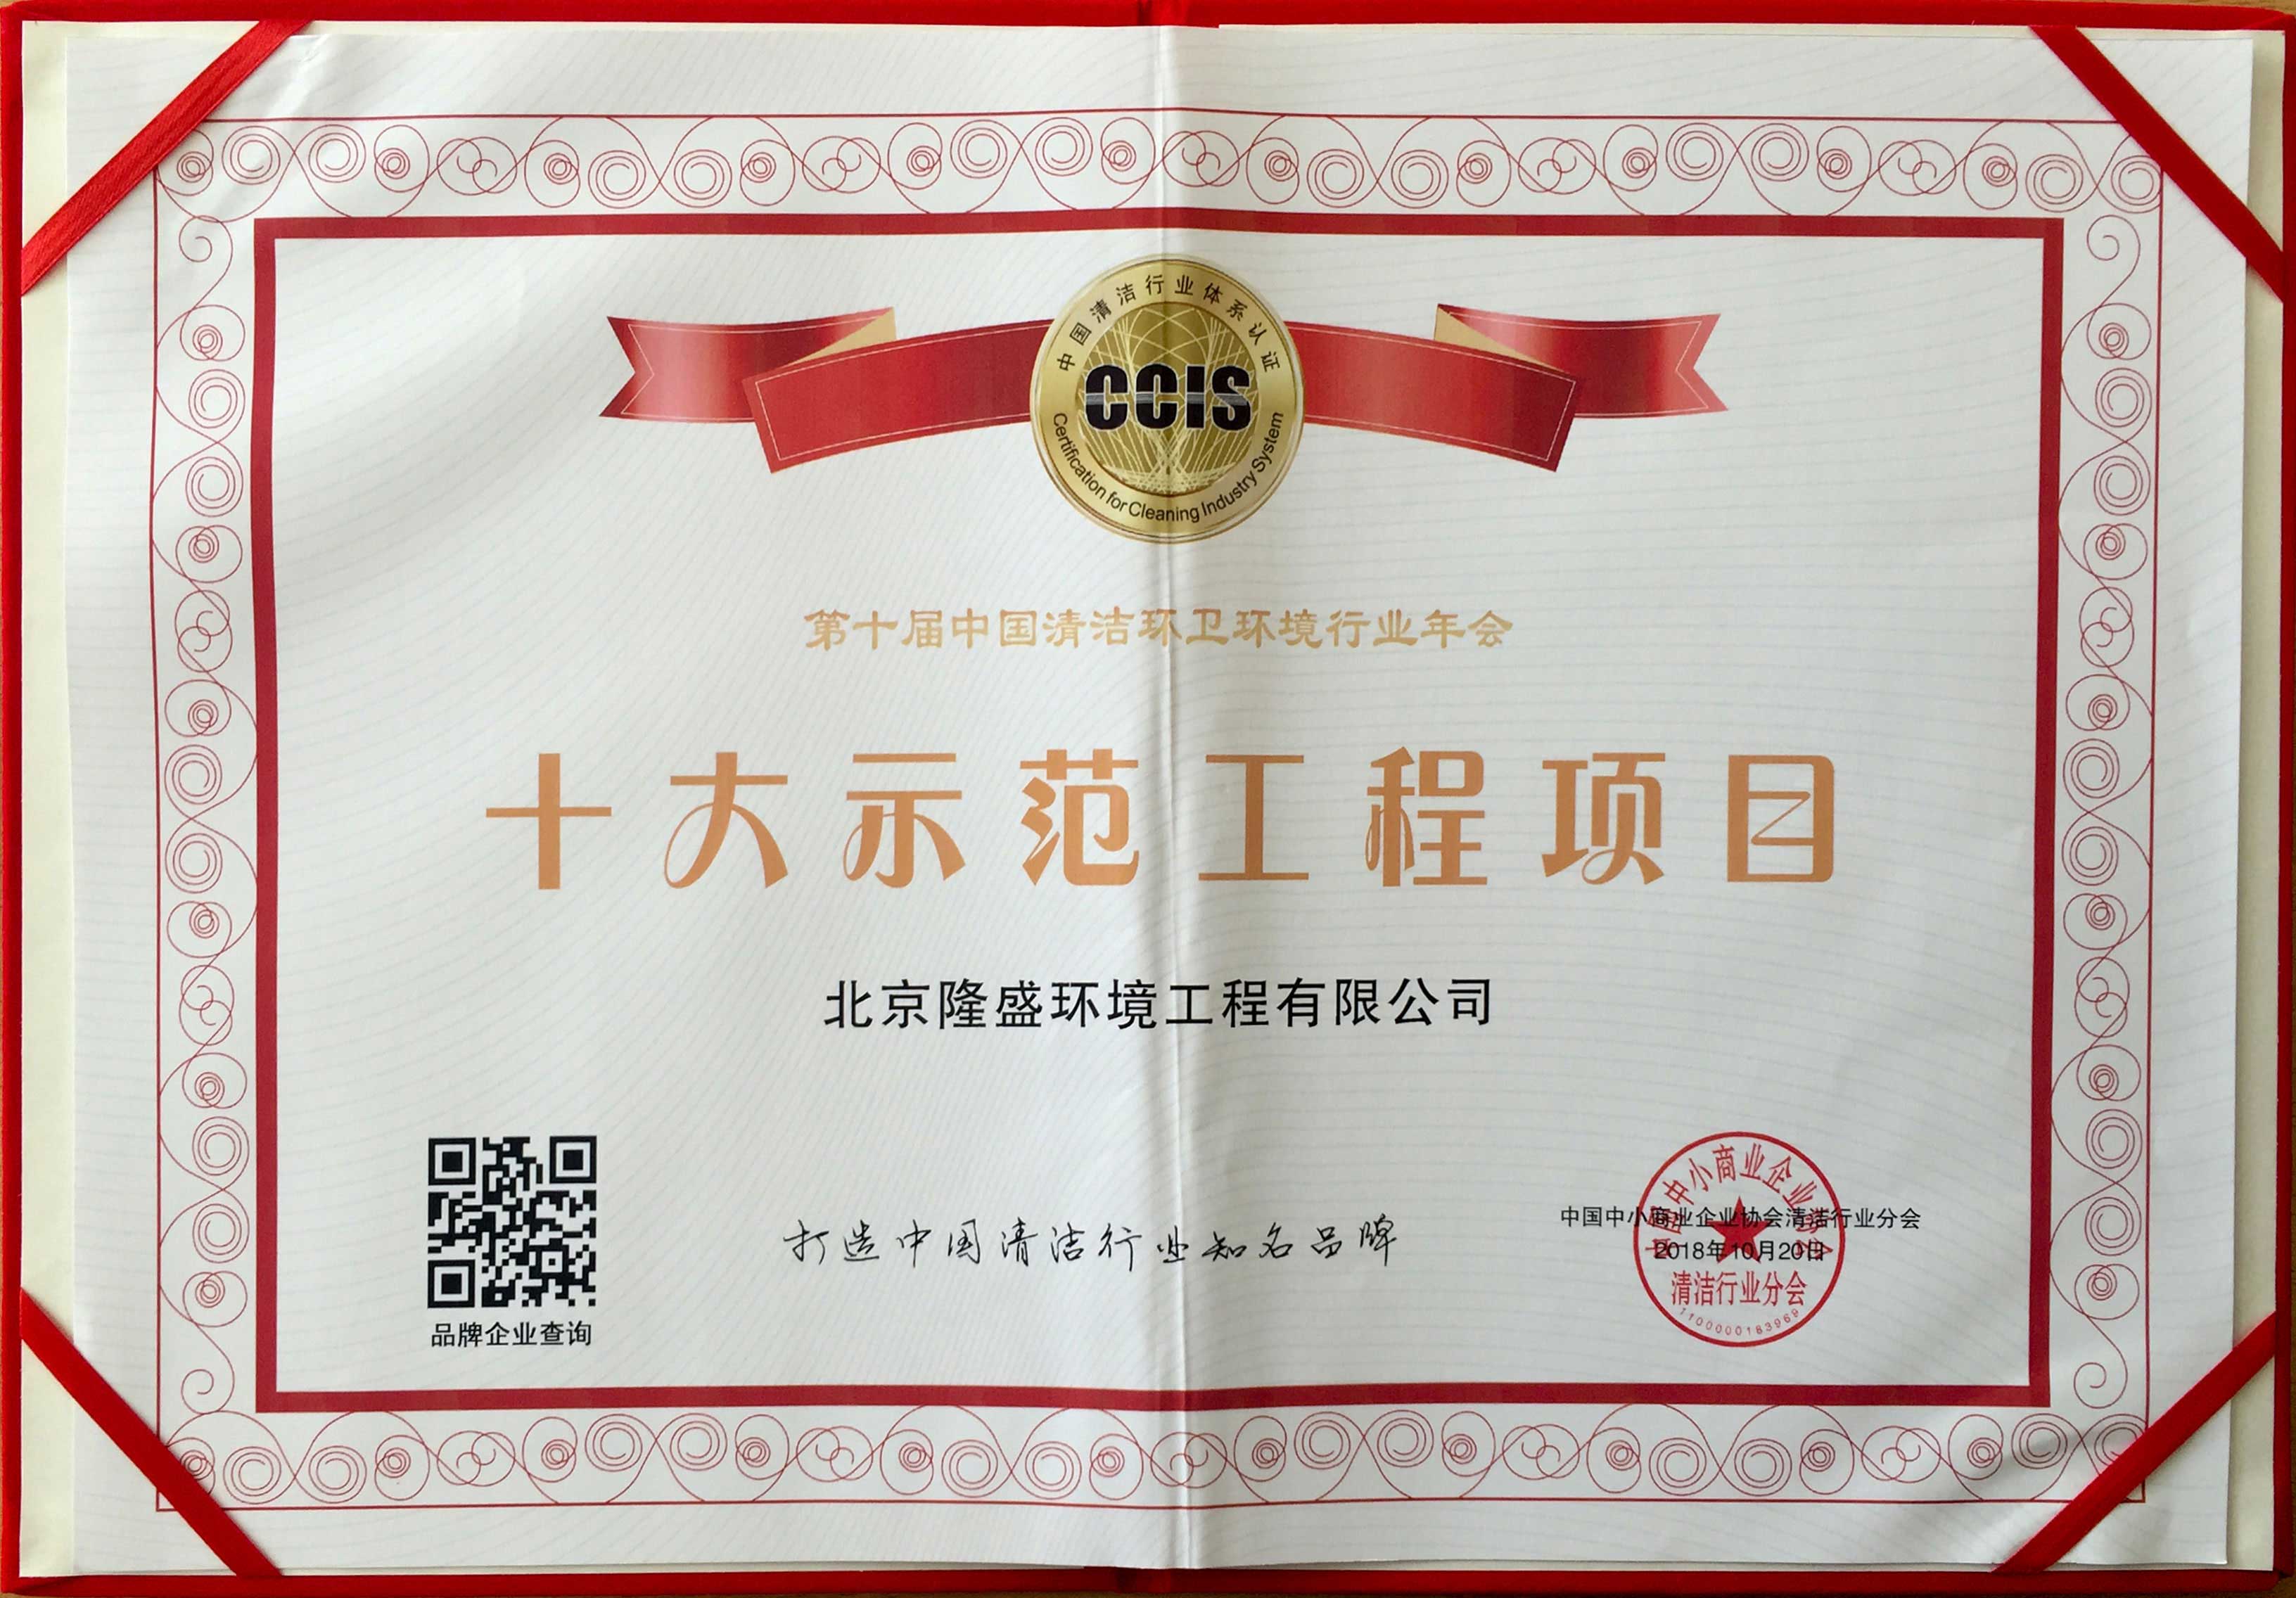 中国清洁行业体系认证
CCIS
Certification for Cleaning Industry System
第十届中国清洁环卫环境行业年会
十大示范工程项目
北京隆盛环境工程有限公司
品牌企业查询
打造中国清洁行业知名品牌
中国中小商业企业协会清洁行业分会
2018年10月20日
中国中小商业企业协会
清洁行业分会
1100000183969